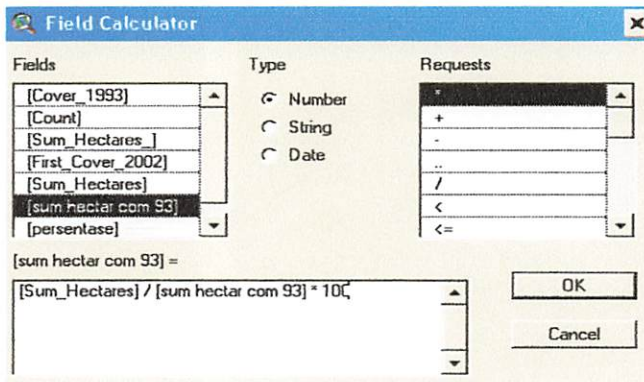 Field Calculator
Fields
Type
Requests
[Cover_1993]
[Count]
[Sum_Hectares_]
[First_Cover_2002]
[Sum_Hectares]
[sum hectar com 93]
[persentase]
Number
String
Date
*
+
-
..
/
<
<=
[sum hectar com 93] =
[Sum_Hectares] / [sum hectar com 93] * 100
OK
Cancel